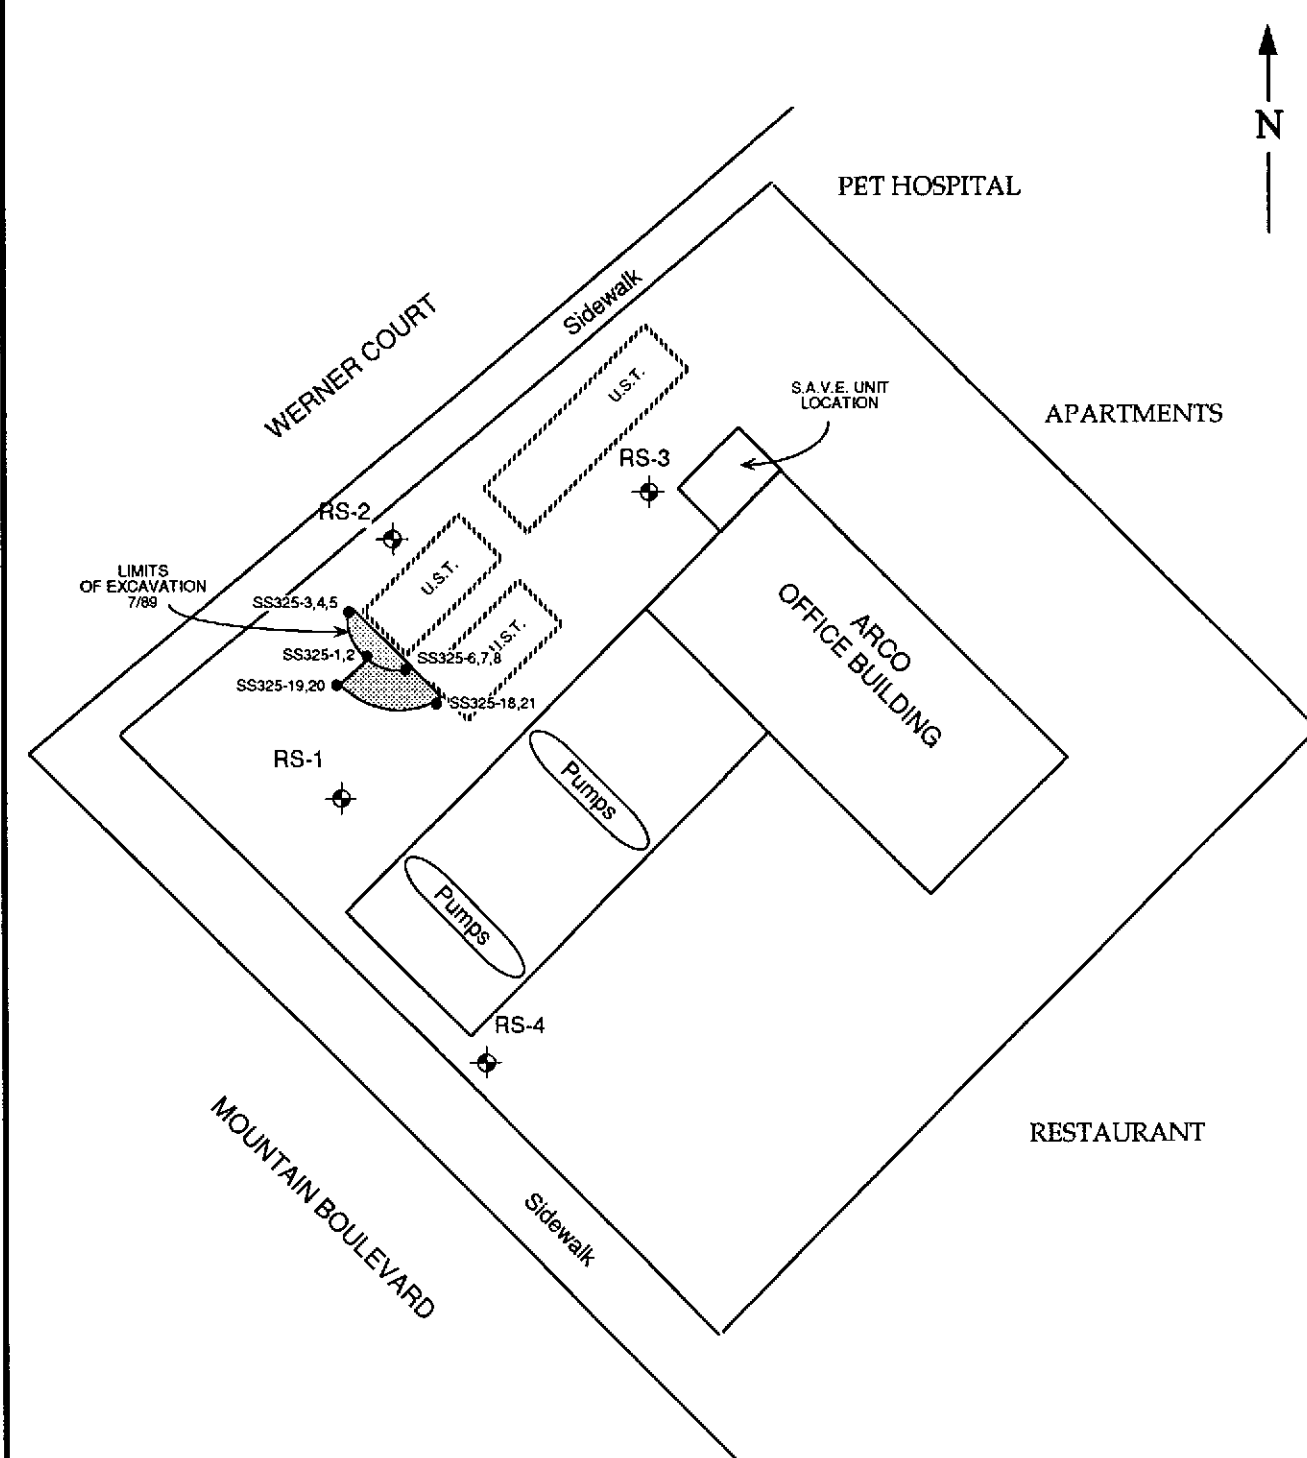 N
PET HOSPITAL
Sidewalk
WERNER COURT
U.S.T.
S.A.V.E. UNIT
LOCATION
APARTMENTS
RS-3
RS-2
LIMITS
OF EXCAVATION
7/89
U.S.T.
SS325-3,4,5
U.S.T.
SS325-1,2
SS325-6,7,8
SS325-19,20
SS325-18,21
ARCO
OFFICE BUILDING
RS-1
Pumps
Pumps
RS-4
MOUNTAIN BOULEVARD
Sidewalk
RESTAURANT